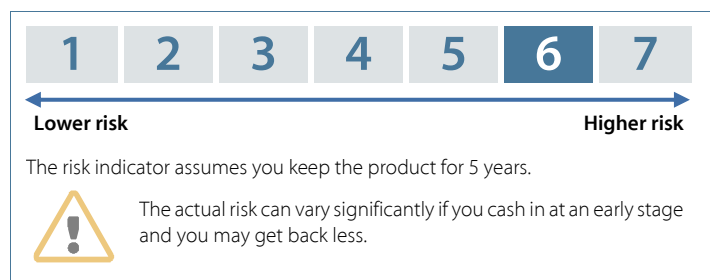 1 2 3 4 5 6 7
Lower risk Higher risk
The risk indicator assumes you keep the product for 5 years.
The actual risk can vary significantly if you cash in at an early stage
and you may get back less.